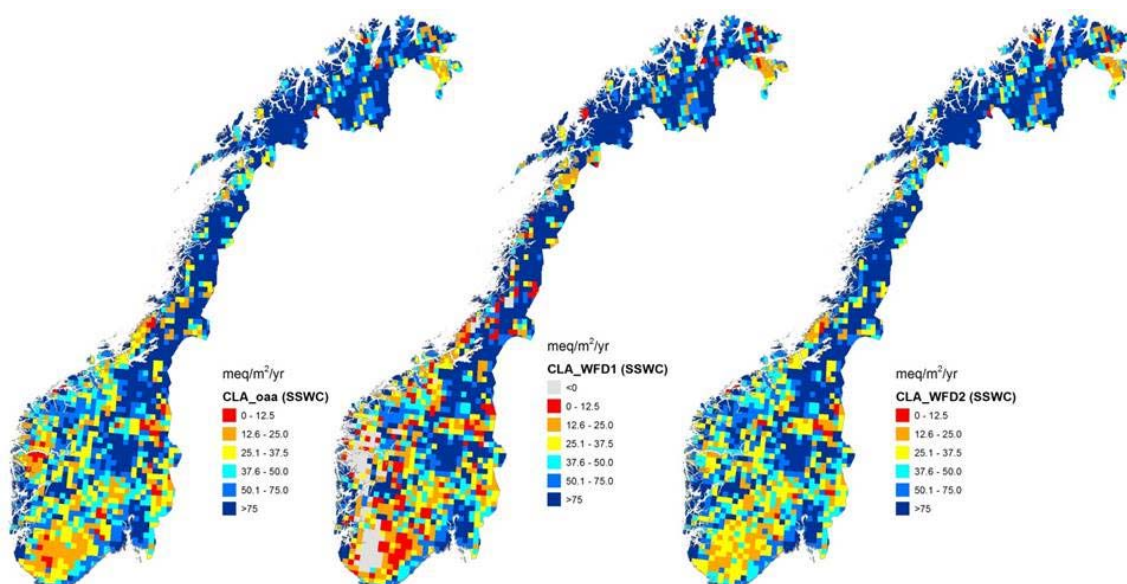 meq/m²/yr
CLA_oaa (SSWC)
0 - 12.5
12.6 - 25.0
25.1 - 37.5
37.6 - 50.0
50.1 - 75.0
>75
meq/m²/yr
CLA_WFD1 (SSWC)
<0
0 - 12.5
12.6 - 25.0
25.1 - 37.5
37.6 - 50.0
50.1 - 75.0
>75
meq/m²/yr
CLA_WFD2 (SSWC)
0 - 12.5
12.6 - 25.0
25.1 - 37.5
37.6 - 50.0
50.1 - 75.0
>75